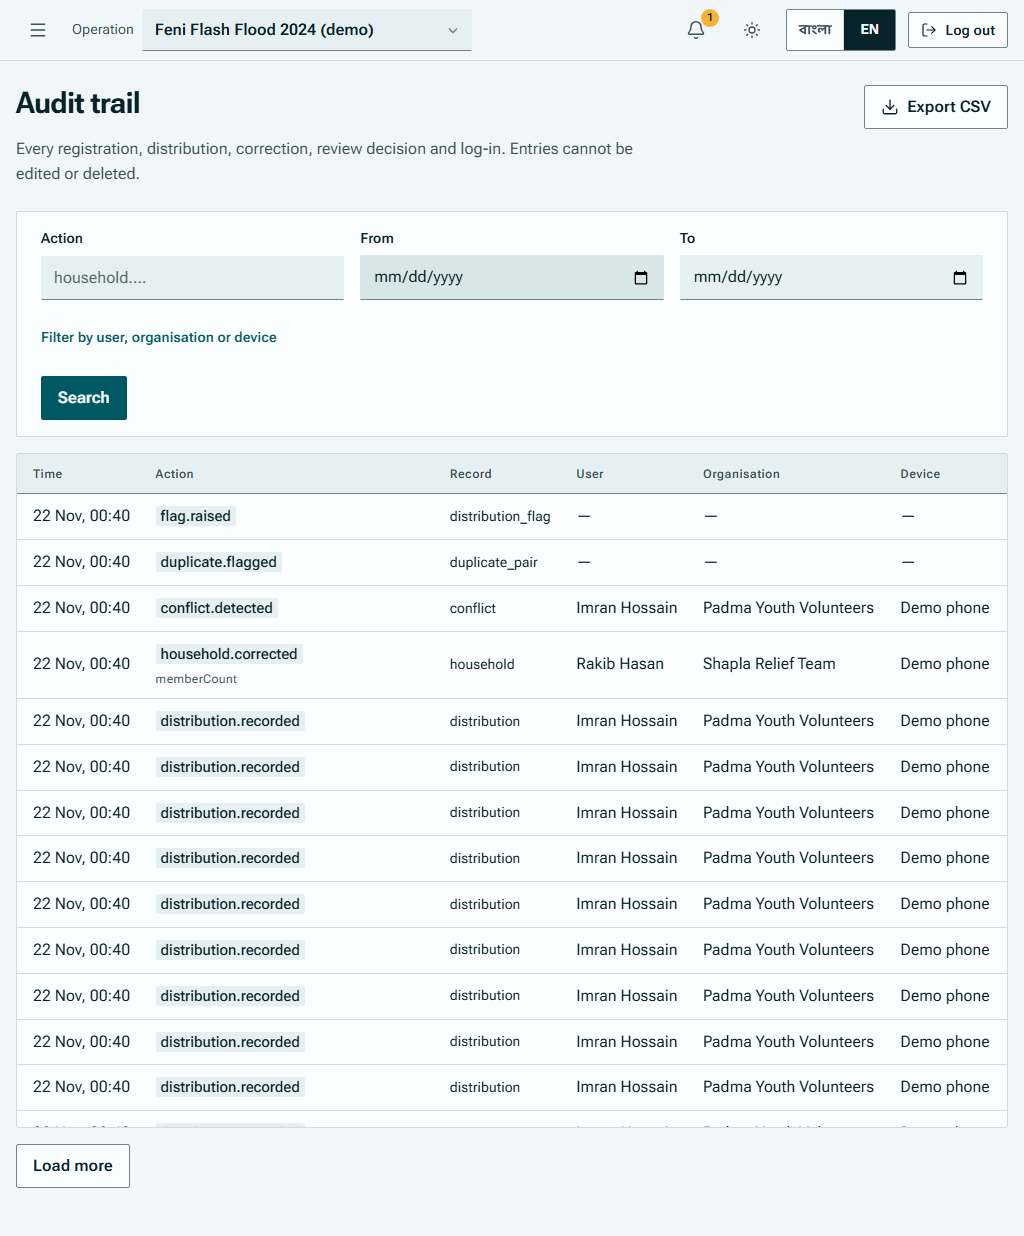 Operation
Feni Flash Flood 2024 (demo)
1
বাংলা
EN
Log out
Audit trail
Export CSV
Every registration, distribution, correction, review decision and log-in. Entries cannot be
edited or deleted.
Action From To
household.... mm/dd/yyyy mm/dd/yyyy
Filter by user, organisation or device
Search
Time Action Record User Organisation Device
22 Nov, 00:40 flag.raised distribution_flag — — —
22 Nov, 00:40 duplicate.flagged duplicate_pair — — —
22 Nov, 00:40 conflict.detected conflict Imran Hossain Padma Youth Volunteers Demo phone
22 Nov, 00:40 household.corrected household Rakib Hasan Shapla Relief Team Demo phone
memberCount
22 Nov, 00:40 distribution.recorded distribution Imran Hossain Padma Youth Volunteers Demo phone
22 Nov, 00:40 distribution.recorded distribution Imran Hossain Padma Youth Volunteers Demo phone
22 Nov, 00:40 distribution.recorded distribution Imran Hossain Padma Youth Volunteers Demo phone
22 Nov, 00:40 distribution.recorded distribution Imran Hossain Padma Youth Volunteers Demo phone
22 Nov, 00:40 distribution.recorded distribution Imran Hossain Padma Youth Volunteers Demo phone
22 Nov, 00:40 distribution.recorded distribution Imran Hossain Padma Youth Volunteers Demo phone
22 Nov, 00:40 distribution.recorded distribution Imran Hossain Padma Youth Volunteers Demo phone
22 Nov, 00:40 distribution.recorded distribution Imran Hossain Padma Youth Volunteers Demo phone
22 Nov, 00:40 distribution.recorded distribution Imran Hossain Padma Youth Volunteers Demo phone
Load more